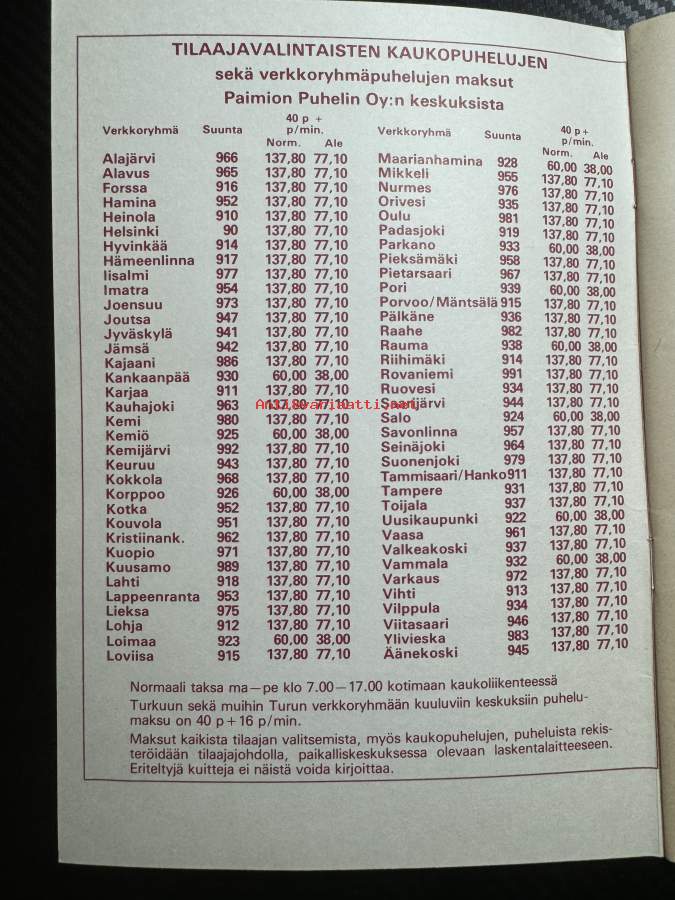 TILAAJAVALINTAISTEN KAUKOPUHELUJEN
sekä verkkoryhmäpuhelujen maksut
Paimion Puhelin Oy:n keskuksista
Verkkoryhmä Suunta 40 p + p/min. Norm. Ale
Alajärvi 966 137,80 77,10
Alavus 965 137,80 77,10
Forssa 916 137,80 77,10
Hamina 952 137,80 77,10
Heinola 910 137,80 77,10
Helsinki 90 137,80 77,10
Hyvinkää 914 137,80 77,10
Hämeenlinna 917 137,80 77,10
Iisalmi 977 137,80 77,10
Imatra 954 137,80 77,10
Joensuu 973 137,80 77,10
Joutsa 947 137,80 77,10
Jyväskylä 941 137,80 77,10
Jämsä 942 137,80 77,10
Kajaani 986 137,80 77,10
Kankaanpää 930 60,00 38,00
Karjaa 911 137,80 77,10
Kauhajoki 963
Kemi 980 137,80 77,10
Kemiö 925 60,00 38,00
Kemijärvi 992 137,80 77,10
Keuruu 943 137,80 77,10
Kokkola 968 137,80 77,10
Korppoo 926 60,00 38,00
Kotka 952 137,80 77,10
Kouvola 951 137,80 77,10
Kristiinank. 962 137,80 77,10
Kuopio 971 137,80 77,10
Kuusamo 989 137,80 77,10
Lahti 918 137,80 77,10
Lappeenranta 953 137,80 77,10
Lieksa 975 137,80 77,10
Lohja 912 137,80 77,10
Loimaa 923 60,00 38,00
Loviisa 915 137,80 77,10
Verkkoryhmä Suunta 40 p + p/min. Norm. Ale
Maarianhamina 928 60,00 38,00
Mikkeli 955 137,80 77,10
Nurmes 976 137,80 77,10
Orivesi 935 137,80 77,10
Oulu 981 137,80 77,10
Padasjoki 919 137,80 77,10
Parkano 933 60,00 38,00
Pieksämäki 958 137,80 77,10
Pietarsaari 967 137,80 77,10
Pori 939 60,00 38,00
Porvoo/Mäntsälä 915 137,80 77,10
Pälkäne 936 137,80 77,10
Raahe 982 137,80 77,10
Rauma 938 60,00 38,00
Riihimäki 914 137,80 77,10
Rovaniemi 991 137,80 77,10
Ruovesi 934 137,80 77,10
Saarijärvi 944 137,80 77,10
Salo 924 60,00 38,00
Savonlinna 957 137,80 77,10
Seinäjoki 964 137,80 77,10
Suonenjoki 979 137,80 77,10
Tammisaari/Hanko 911 137,80 77,10
Tampere 931 137,80 77,10
Toijala 937 137,80 77,10
Uusikaupunki 922 60,00 38,00
Vaasa 961 137,80 77,10
Valkeakoski 937 137,80 77,10
Vammala 932 60,00 38,00
Varkaus 972 137,80 77,10
Vihti 913 137,80 77,10
Vilppula 934 137,80 77,10
Viitasaari 946 137,80 77,10
Ylivieska 983 137,80 77,10
Äänekoski 945 137,80 77,10
Antikvariaatti.net
Normaali taksa ma—pe klo 7.00—17.00 kotimaan kaukoliikenteessä
Turkuun sekä muihin Turun verkkoryhmään kuuluviin keskuksiin puhelu-
maksu on 40 p + 16 p/min.
Maksut kaikista tilaajan valitsemista, myös kaukopuhelujen, puheluista rekis-
teröidään tilaajajohdolla, paikalliskeskuksessa olevaan laskentalaitteeseen.
Eriteltyjä kuitteja ei näistä voida kirjoittaa.